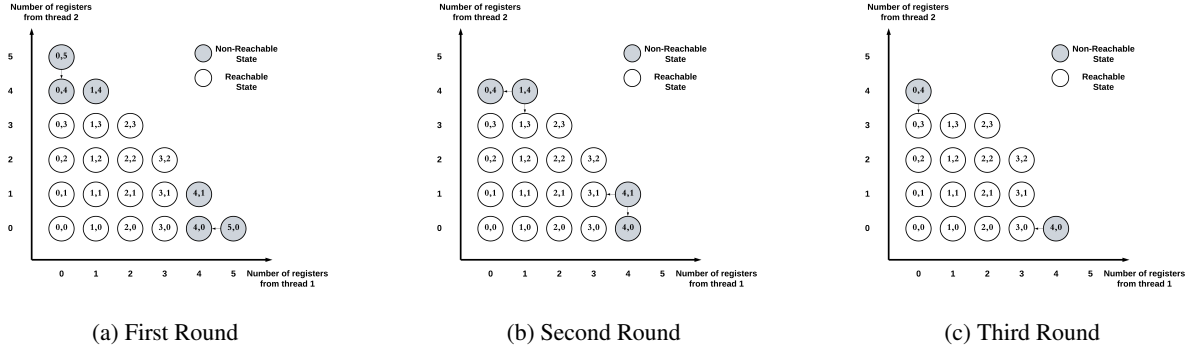 Number of registers
from thread 2
5
4
3
2
1
0
0,5
0,4 1,4
0,3 1,3 2,3
0,2 1,2 2,2 3,2
0,1 1,1 2,1 3,1 4,1
0,0 1,0 2,0 3,0 4,0 5,0
Non-Reachable
State
Reachable
State
0 1 2 3 4 5
Number of registers
from thread 1
(a) First Round
Number of registers
from thread 2
5
4
3
2
1
0
0,4 1,4
0,3 1,3 2,3
0,2 1,2 2,2 3,2
0,1 1,1 2,1 3,1 4,1
0,0 1,0 2,0 3,0 4,0
Non-Reachable
State
Reachable
State
0 1 2 3 4 5
Number of registers
from thread 1
(b) Second Round
Number of registers
from thread 2
5
4
3
2
1
0
0,4
0,3 1,3 2,3
0,2 1,2 2,2 3,2
0,1 1,1 2,1 3,1
0,0 1,0 2,0 3,0 4,0
Non-Reachable
State
Reachable
State
0 1 2 3 4 5
Number of registers
from thread 1
(c) Third Round